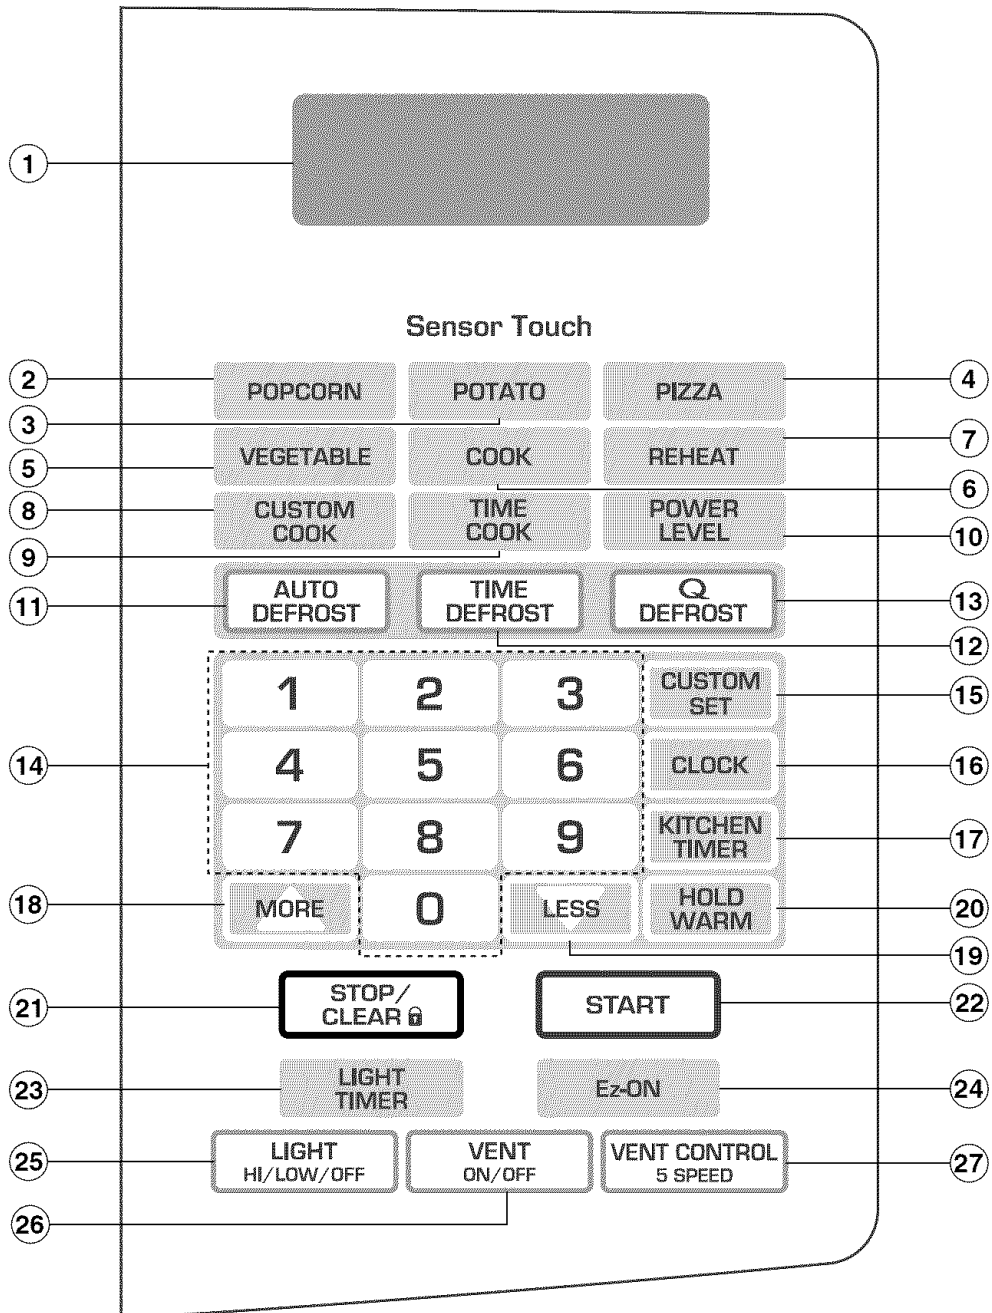 1
Sensor Touch
2
POPCORN
POTATO
PIZZA
4
3
7
VEGETABLE
COOK
REHEAT
5
6
8
CUSTOM
COOK
TIME
COOK
POWER
LEVEL
10
9
11
AUTO
DEFROST
TIME
DEFROST
Q
DEFROST
13
12
1
2
3
CUSTOM
SET
15
14
4
5
6
CLOCK
16
7
8
9
KITCHEN
TIMER
17
18
MORE
0
LESS
HOLD
WARM
20
19
21
STOP/
CLEAR
START
22
23
LIGHT
TIMER
Ez-ON
24
25
LIGHT
HI/LOW/OFF
VENT
ON/OFF
VENT CONTROL
5 SPEED
27
26